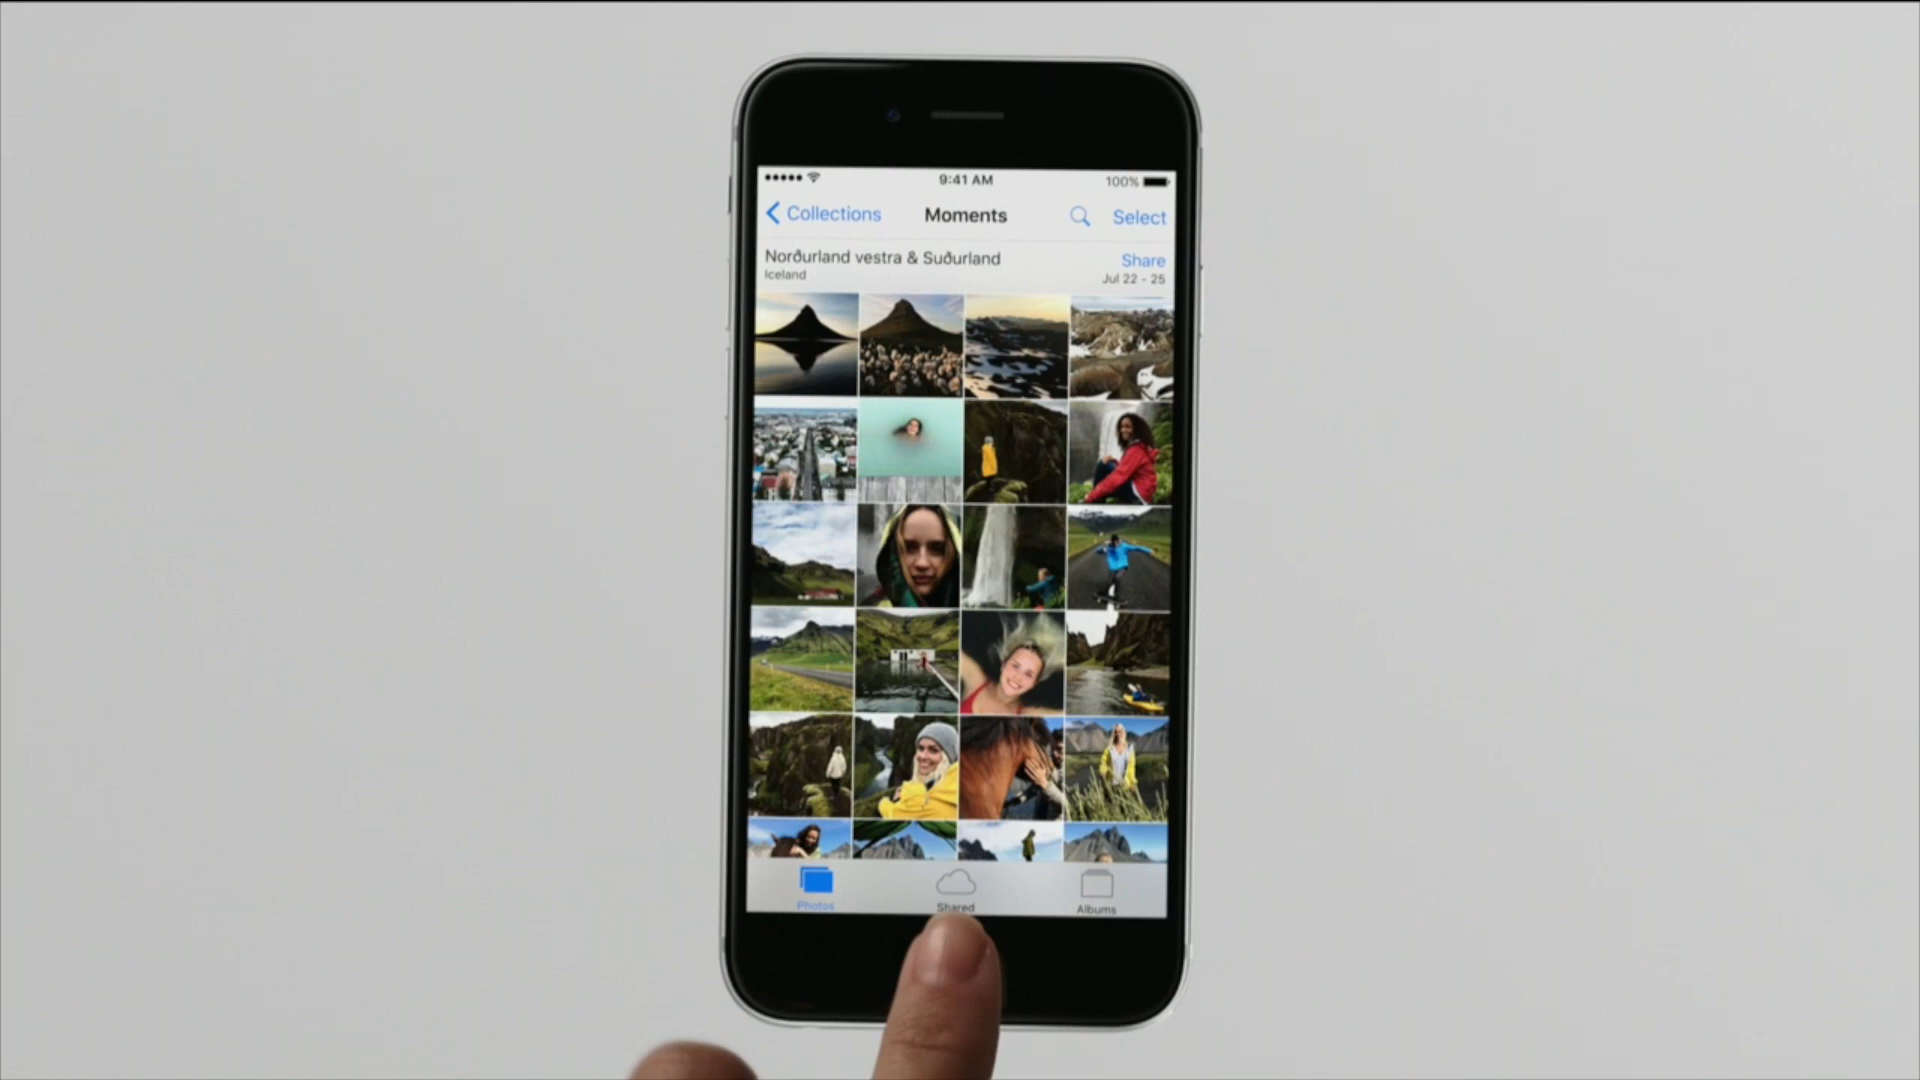 9:41 AM 100%
Collections Moments Select
Norðurland vestra & Suðurland Share
Iceland Jul 22 - 25
Photos Shared Albums